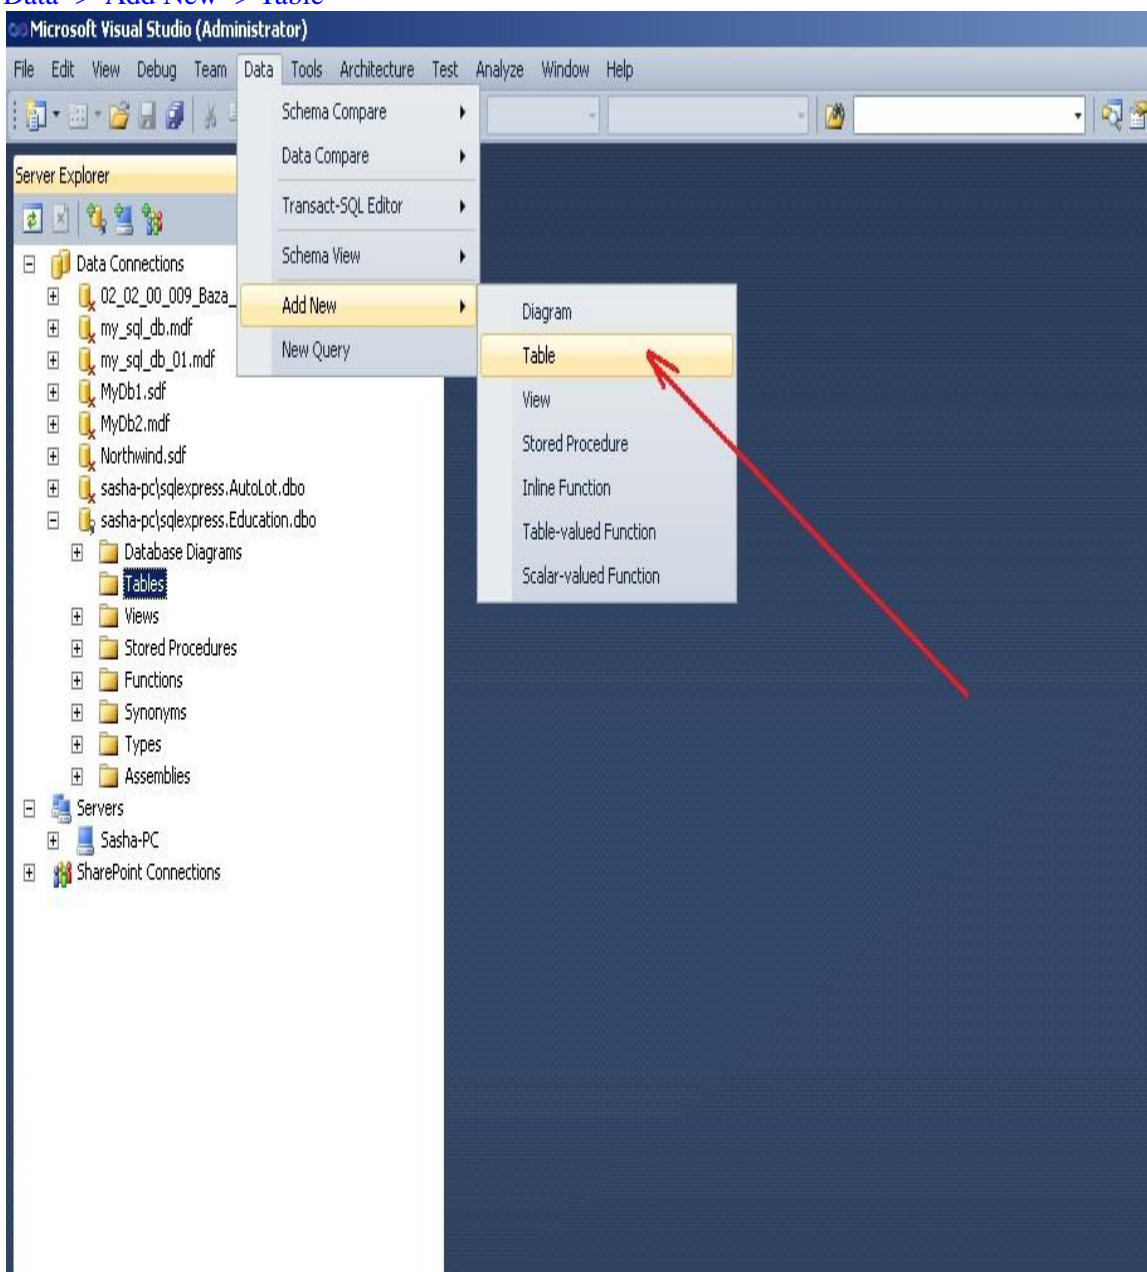 Data -> Add New -> Table
Microsoft Visual Studio (Administrator)
File Edit View Debug Team Data Tools Architecture Test Analyze Window Help
Schema Compare
Data Compare
Transact-SQL Editor
Schema View
Add New
New Query
Diagram
Table
View
Stored Procedure
Inline Function
Table-valued Function
Scalar-valued Function
Server Explorer
Data Connections
02_02_00_009_Baza_
my_sql_db.mdf
my_sql_db_01.mdf
MyDb1.sdf
MyDb2.mdf
Northwind.sdf
sasha-pc\sqlexpress.AutoLot.dbo
sasha-pc\sqlexpress.Education.dbo
Database Diagrams
Tables
Views
Stored Procedures
Functions
Synonyms
Types
Assemblies
Servers
Sasha-PC
SharePoint Connections